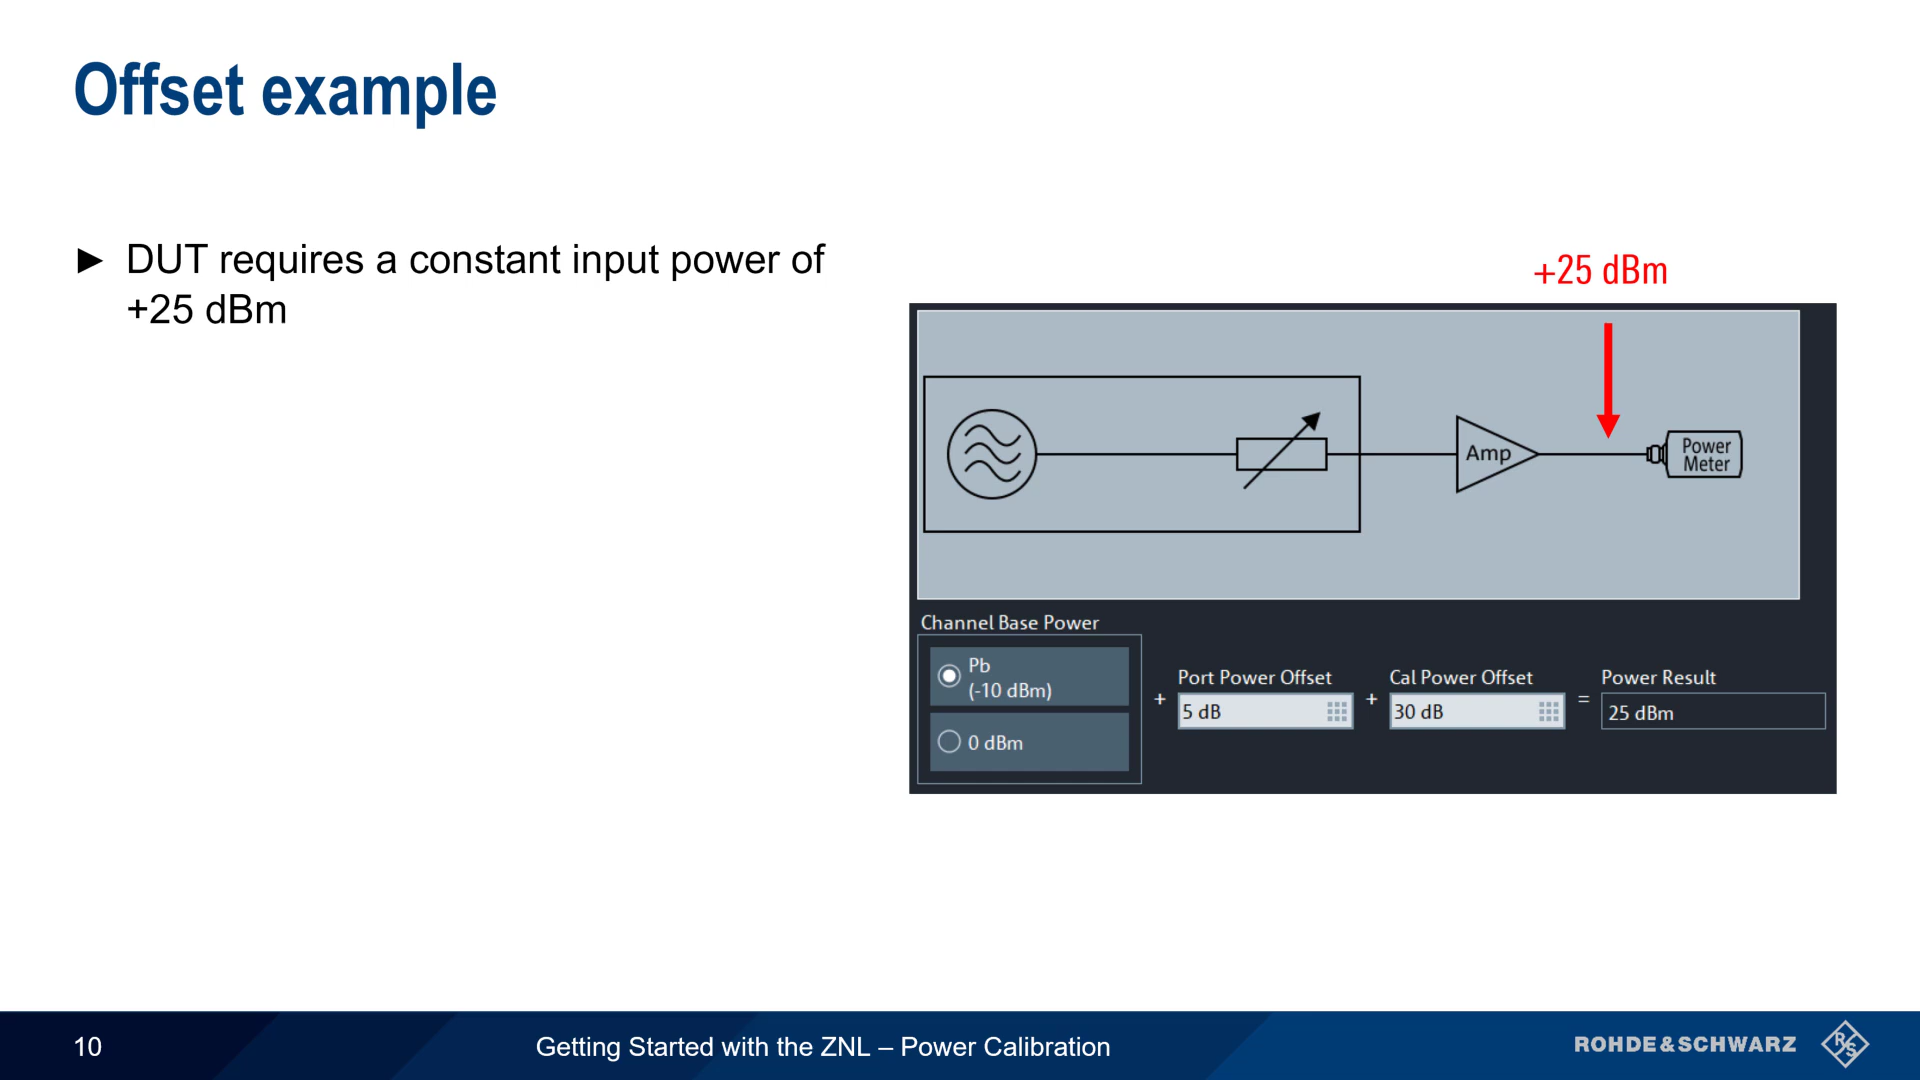 Offset example
► DUT requires a constant input power of
+25 dBm
+25 dBm
Amp
Power
Meter
Channel Base Power
Pb
(-10 dBm)
0 dBm
+
Port Power Offset
5 dB
+
Cal Power Offset
30 dB
=
Power Result
25 dBm
10
Getting Started with the ZNL – Power Calibration
ROHDE&SCHWARZ
R&S